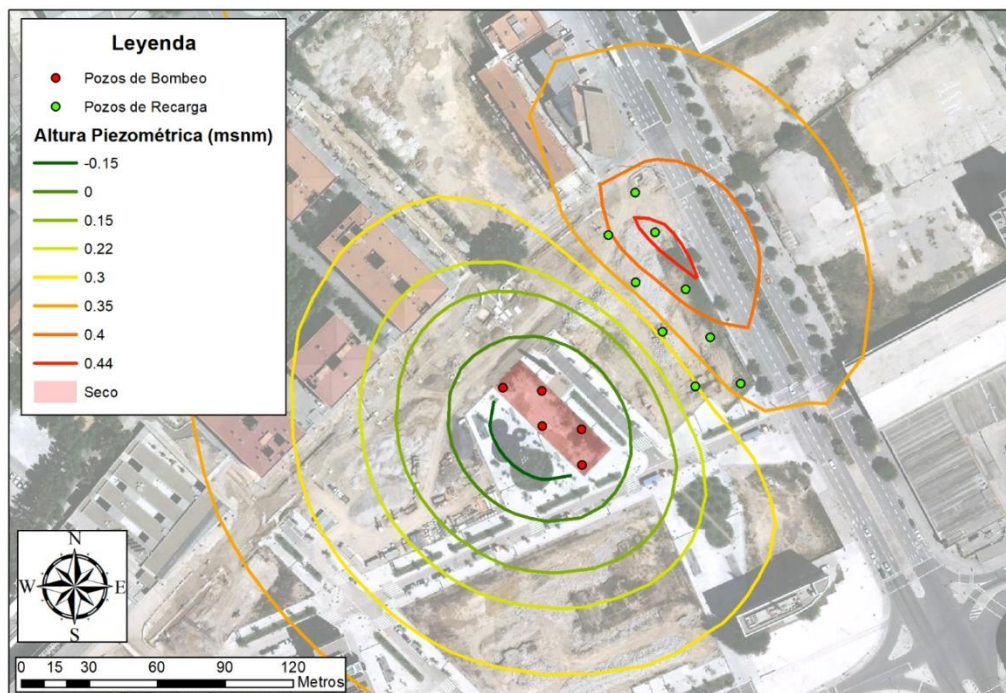 Leyenda
Pozos de Bombeo
Pozos de Recarga
Altura Piezométrica (msnm)
-0.15
0
0.15
0.22
0.3
0.35
0.4
0.44
Seco
N
W E
S
0 15 30 60 90 120
Metros